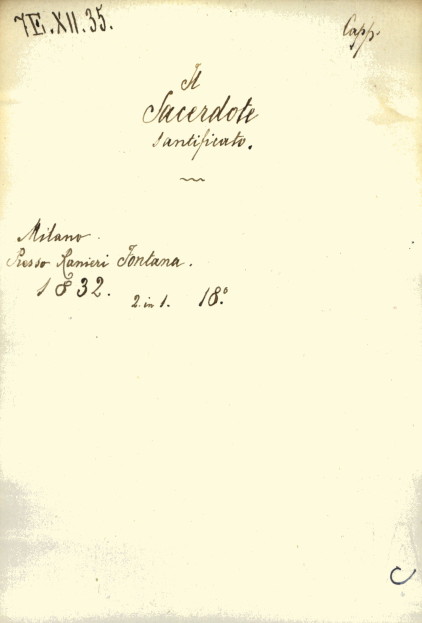 7E.XII.35.
Capp.
Il
Sacerdote
santificato.
Milano.
Presso Ranieri Fontana.
1832. 2 in 1. 18.º
C